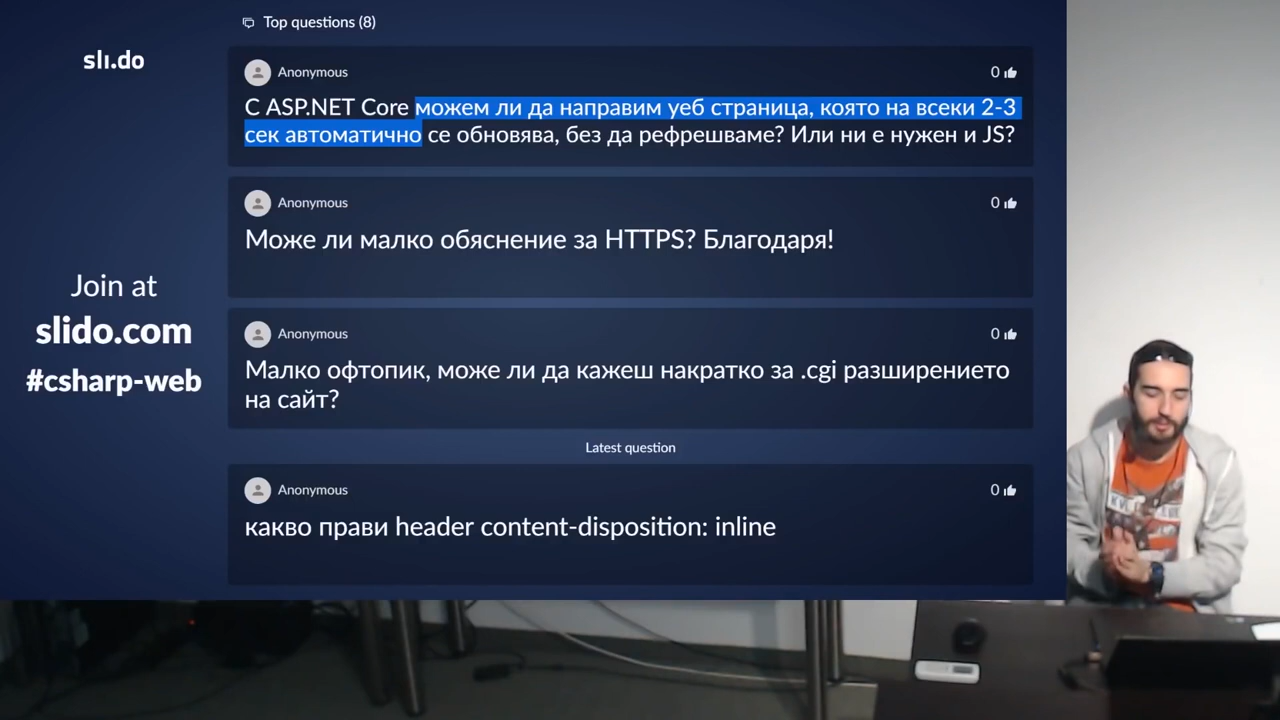 Top questions (8)
sli.do
Anonymous
0
С ASP.NET Core можем ли да направим уеб страница, която на всеки 2-3
сек автоматично се обновява, без да рефрешваме? Или ни е нужен и JS?
Anonymous
0
Може ли малко обяснение за HTTPS? Благодаря!
Join at
slido.com
#csharp-web
Anonymous
0
Малко офтопик, може ли да кажеш накратко за .cgi разширението
на сайт?
Latest question
Anonymous
0
какво прави header content-disposition: inline